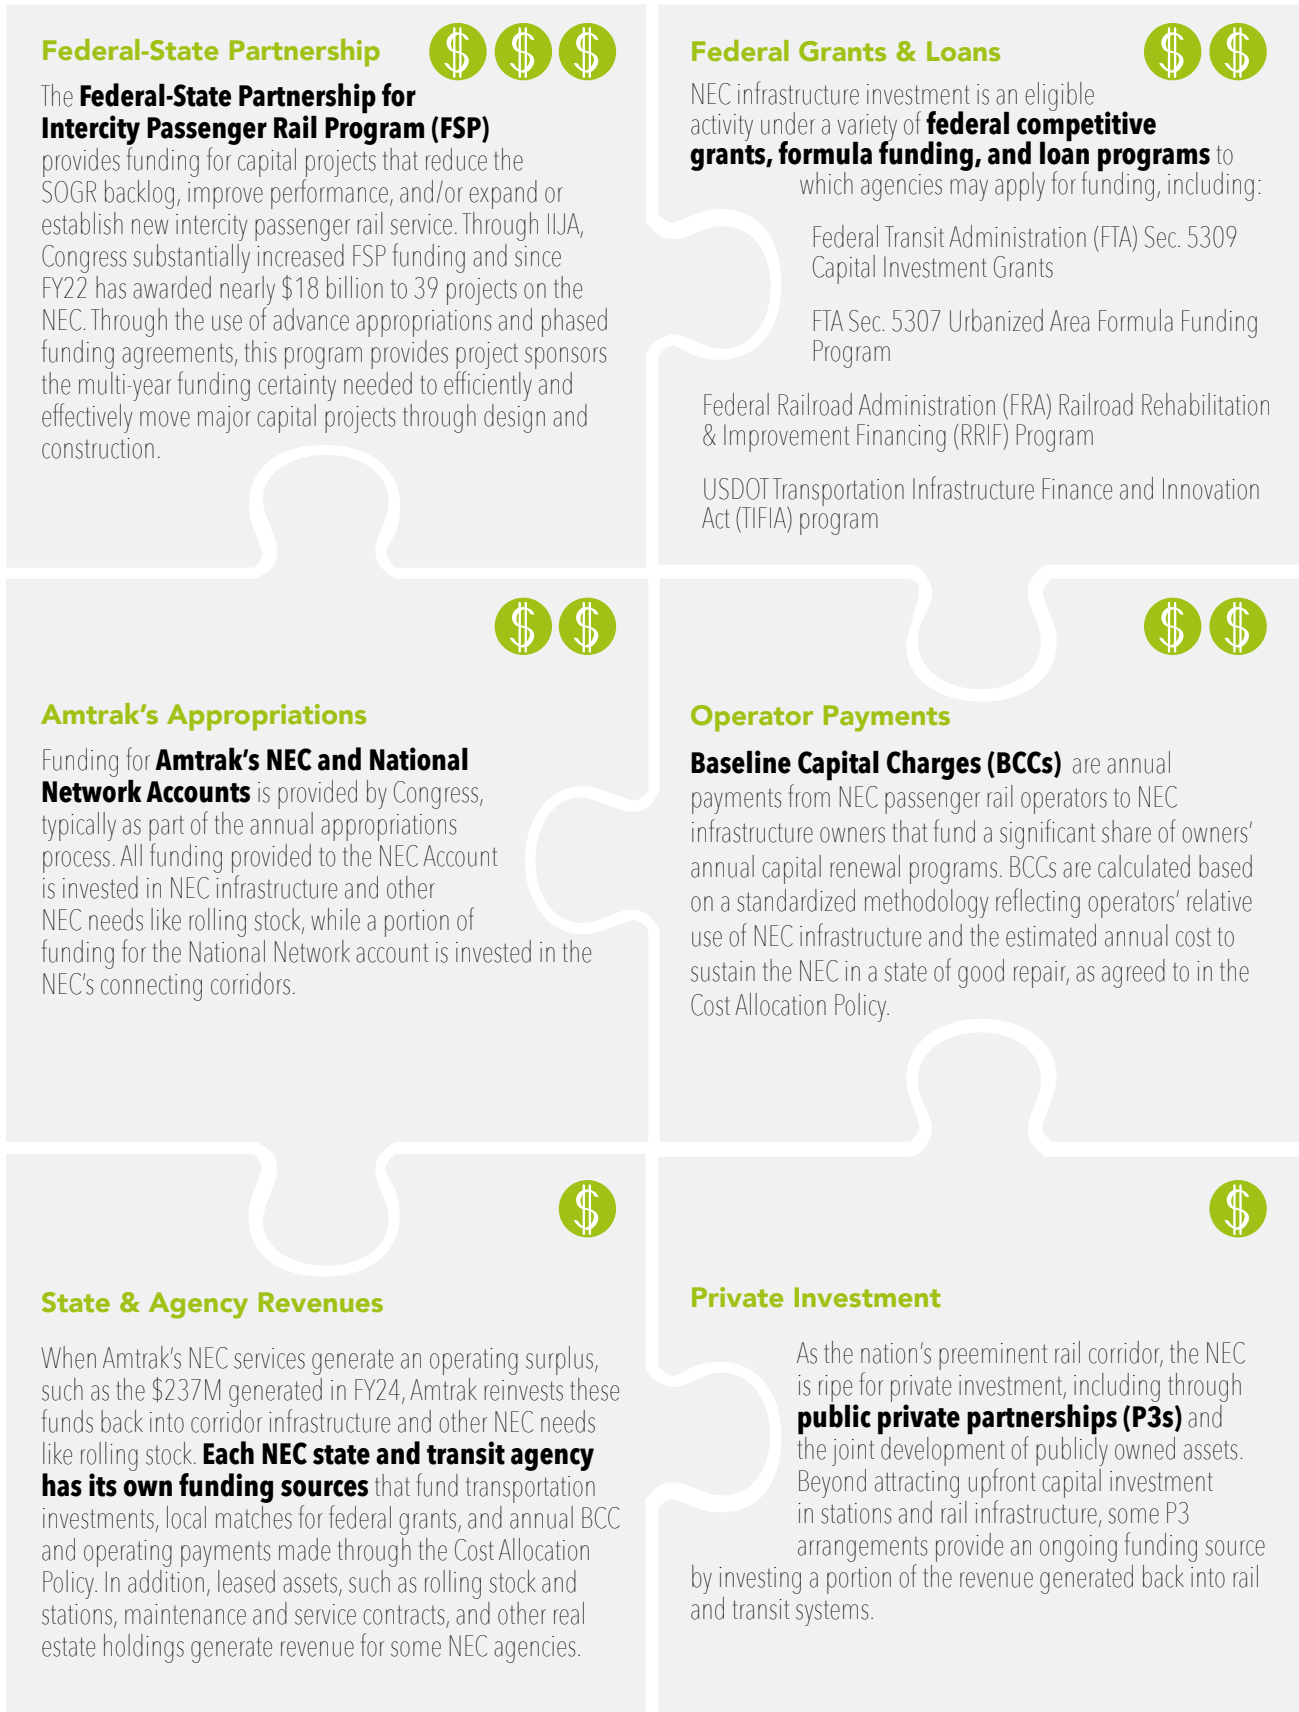 Federal-State Partnership
The Federal-State Partnership for
Intercity Passenger Rail Program (FSP)
provides funding for capital projects that reduce the
SOGR backlog, improve performance, and/or expand or
establish new intercity passenger rail service. Through IIJA,
Congress substantially increased FSP funding and since
FY22 has awarded nearly $18 billion to 39 projects on the
NEC. Through the use of advance appropriations and phased
funding agreements, this program provides project sponsors
the multi-year funding certainty needed to efficiently and
effectively move major capital projects through design and
construction.
Federal Grants & Loans
NEC infrastructure investment is an eligible
activity under a variety of federal competitive
grants, formula funding, and loan programs to
which agencies may apply for funding, including:
Federal Transit Administration (FTA) Sec. 5309
Capital Investment Grants
FTA Sec. 5307 Urbanized Area Formula Funding
Program
Federal Railroad Administration (FRA) Railroad Rehabilitation
& Improvement Financing (RRIF) Program
USDOT Transportation Infrastructure Finance and Innovation
Act (TIFIA) program
Amtrak's Appropriations
Funding for Amtrak's NEC and National
Network Accounts is provided by Congress,
typically as part of the annual appropriations
process. All funding provided to the NEC Account
is invested in NEC infrastructure and other
NEC needs like rolling stock, while a portion of
funding for the National Network account is invested in the
NEC's connecting corridors.
Operator Payments
Baseline Capital Charges (BCCs) are annual
payments from NEC passenger rail operators to NEC
infrastructure owners that fund a significant share of owners'
annual capital renewal programs. BCCs are calculated based
on a standardized methodology reflecting operators' relative
use of NEC infrastructure and the estimated annual cost to
sustain the NEC in a state of good repair, as agreed to in the
Cost Allocation Policy.
State & Agency Revenues
When Amtrak's NEC services generate an operating surplus,
such as the $237M generated in FY24, Amtrak reinvests these
funds back into corridor infrastructure and other NEC needs
like rolling stock. Each NEC state and transit agency
has its own funding sources that fund transportation
investments, local matches for federal grants, and annual BCC
and operating payments made through the Cost Allocation
Policy. In addition, leased assets, such as rolling stock and
stations, maintenance and service contracts, and other real
estate holdings generate revenue for some NEC agencies.
Private Investment
As the nation's preeminent rail corridor, the NEC
is ripe for private investment, including through
public private partnerships (P3s) and
the joint development of publicly owned assets.
Beyond attracting upfront capital investment
in stations and rail infrastructure, some P3
arrangements provide an ongoing funding source
by investing a portion of the revenue generated back into rail
and transit systems.